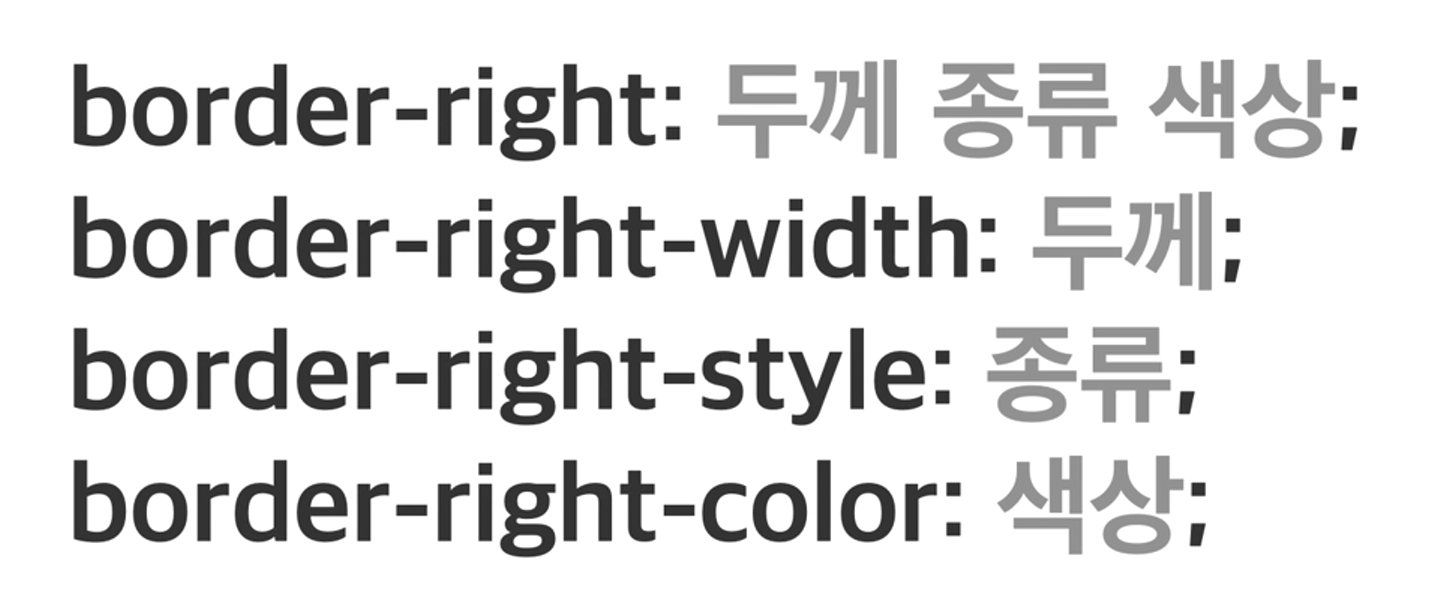 border-right: 두께 종류 색상;
border-right-width: 두께;
border-right-style: 종류;
border-right-color: 색상;